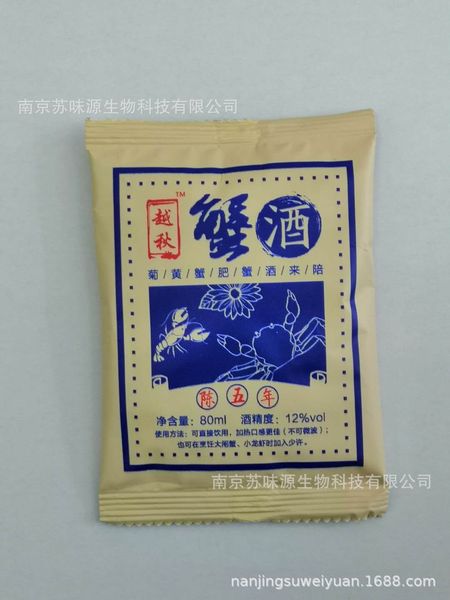 南京苏味源生物科技有限公司
越秋
TM
蟹酒
菊/黄/蟹/肥/蟹/酒/来/陪
陈五年
净含量：80ml 酒精度：12%vol
使用方法：可直接饮用，加热口感更佳（不可微波）；
也可在烹饪大闸蟹、小龙虾时加入少许。
南京苏味源生物科技有限公司
nanjingsuweiyuan.1688.com